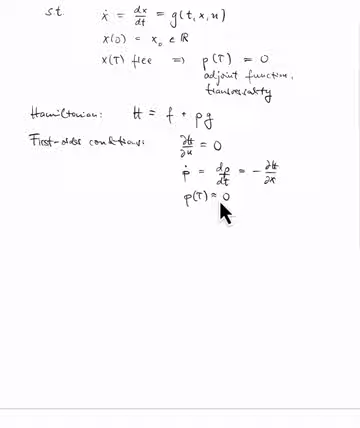 s.t. ẋ = dx/dt = g(t, x, u)
x(0) = x₀ ∈ ℝ
x(T) free ⟹ p(T) = 0
adjoint function,
transversality
Hamiltonian: H = f + pg
First-order conditions: ∂H/∂u = 0
ṗ = dp/dt = -∂H/∂x
p(T) = 0